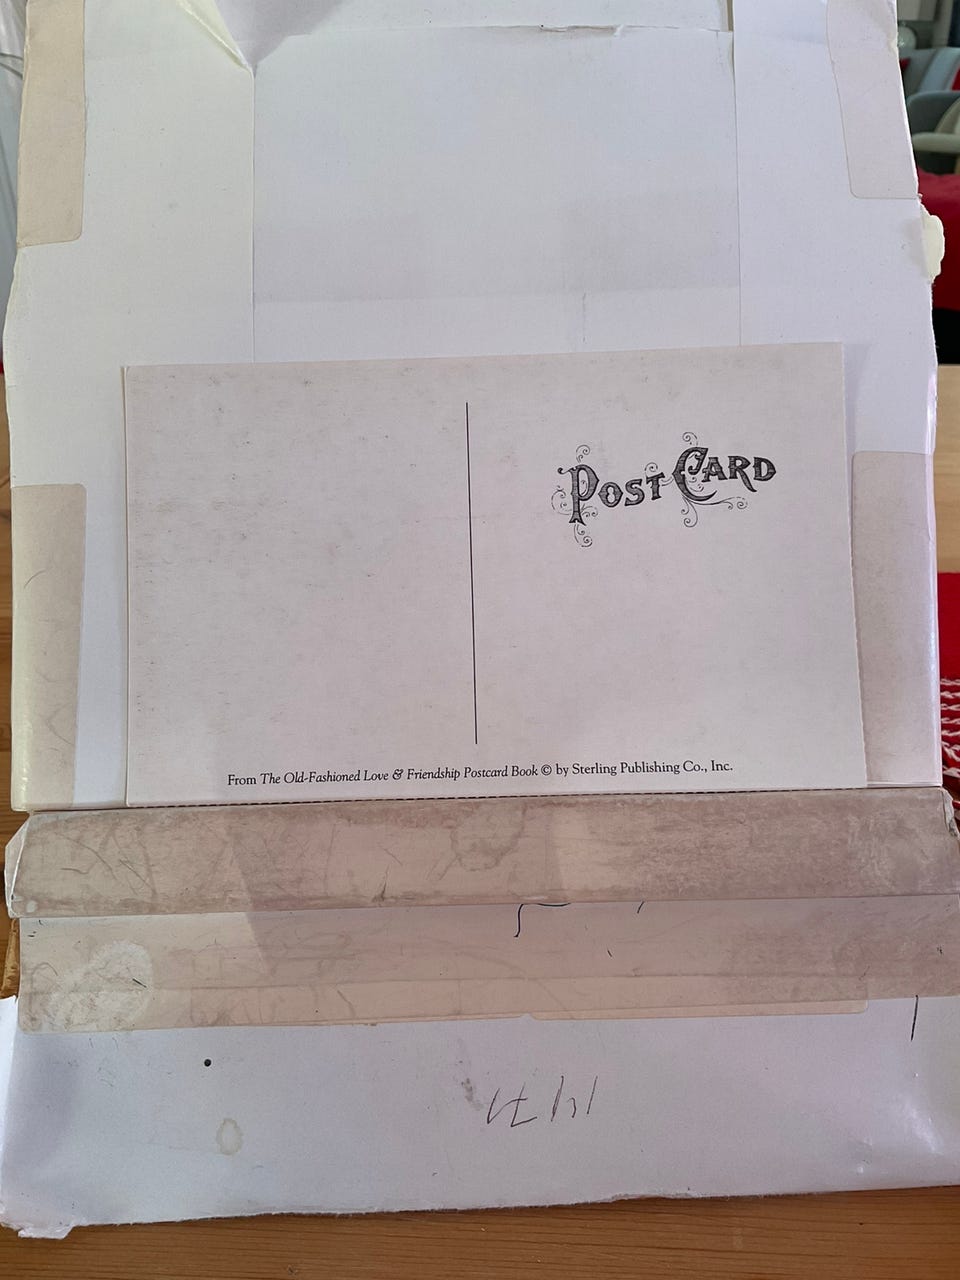 Post Card
From The Old-Fashioned Love & Friendship Postcard Book © by Sterling Publishing Co., Inc.